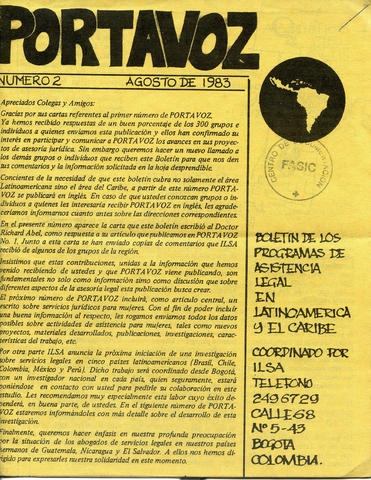 PORTAVOZ
NUMERO 2
AGOSTO DE 1983
Apreciados Colegas y Amigos:
Gracias por sus cartas referentes al primer número de PORTAVOZ.
Ya hemos recibido respuestas de un buen porcentaje de los 300 grupos e
individuos a quienes enviamos esta publicación y ellos han confirmado su
interés en participar y comunicar a PORTAVOZ los avances en sus proyec-
tos de asesoría jurídica. Sin embargo queremos hacer un nuevo llamado a
los demás grupos o individuos que reciben este Boletín para que nos den
sus comentarios y la información solicitada en la hoja desprendible.
Concientes de la necesidad de que este boletín cubra no solamente el área
Latinoamericana sino el área del Caribe, a partir de este número PORTA-
VOZ se publicará en inglés. En caso de que ustedes conozcan grupos o in-
dividuos a quienes les interesaría recibir PORTAVOZ en inglés, les agrade-
ceríamos informarnos cuanto antes sobre las direcciones correspondientes.
En el presente número aparece la carta que este boletín escribió al Doctor
Richard Abel, como respuesta a su artículo que publicamos en PORTAVOZ
No. 1. Junto a esta carta se han enviado copias de comentarios que ILSA
recibió de algunos de los grupos de la región.
Insistimos que estas contribuciones, unidas a la información que hemos
venido recibiendo de ustedes y que PORTAVOZ viene publicando, son
fundamentales no solo como información sino como discusión que sobre
diferentes aspectos de la asesoría legal esta publicación busca crear.
El próximo número de PORTAVOZ incluirá, como artículo central, un
escrito sobre servicios jurídicos para mujeres. Con el fin de poder incluir
una buena información al respecto, les rogamos enviarnos todos los datos
posibles sobre actividades de asistencia para mujeres, tales como nuevos
proyectos, materiales desarrollados, publicaciones, investigaciones, carac-
terísticas del trabajo, etc.
Por otra parte ILSA anuncia la próxima iniciación de una investigación
sobre servicios legales en cinco países latinoamericanos (Brasil, Chile,
Colombia, México y Perú). Dicho trabajo será coordinado desde Bogotá,
con un investigador nacional en cada país, quien seguramente, estará
poniéndose en contacto con usted para pedirle su colaboración en este
estudio. Les recomendamos muy especialmente esta labor cuyo éxito de-
penderá, en buena parte, de ustedes. En el siguiente número de PORTA-
VOZ estaremos informándoles con más detalle sobre el desarrollo de esta
investigación.
Finalmente, queremos hacer énfasis en nuestra profunda preocupación
por la situación de los abogados de servicios legales en nuestros países
hermanos de Guatemala, Nicaragua y El Salvador. A ellos nos hemos di-
rigido para expresarles nuestra solidaridad en este momento.
CENTRO DE
FASIC
BOLETIN DE LOS
PROGRAMAS DE
ASISTENCIA
LEGAL
EN
LATINOAMERICA
Y EL CARIBE
COORDINADO POR
ILSA
TELEFONO
2496729
CALLE 68
Nº 5-43
BOGOTA
COLOMBIA.